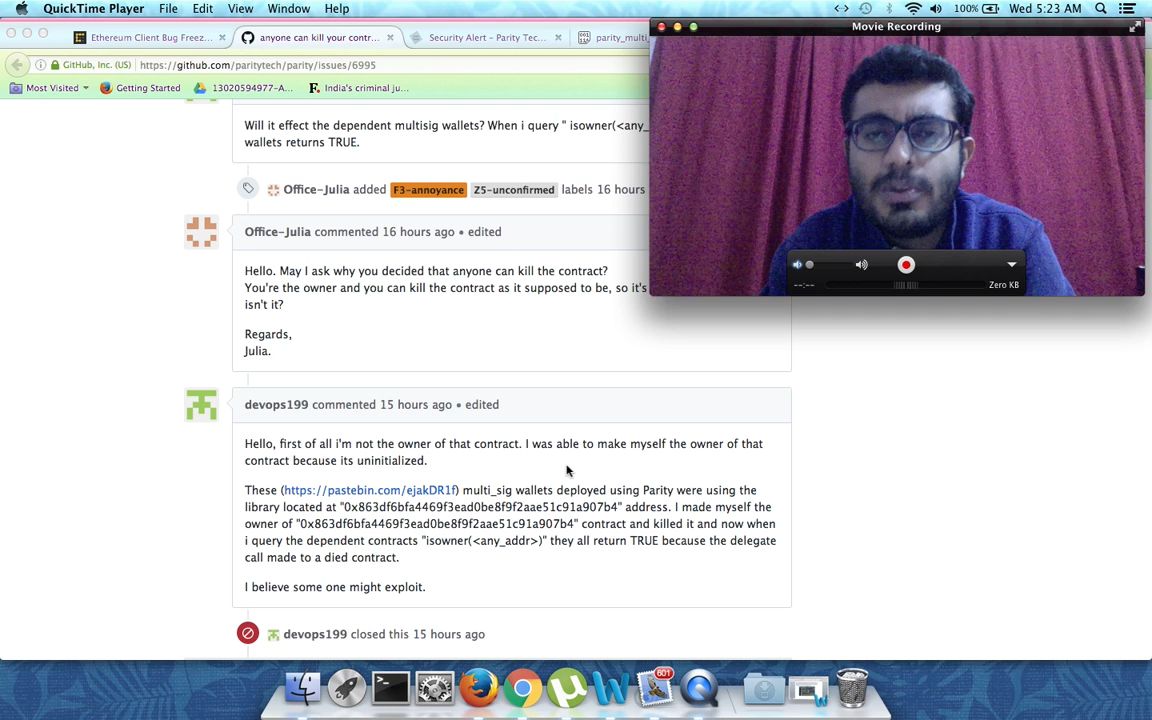 QuickTime Player File Edit View Window Help 100% Wed 5:23 AM
Ethereum Client Bug Freez...
anyone can kill your contr...
Security Alert - Parity Tec...
parity_multi
Movie Recording
GitHub, Inc. (US) https://github.com/paritytech/parity/issues/6995
Most Visited Getting Started 13020594977-A... India's criminal ju...
Will it effect the dependent multisig wallets? When i query " isowner(<any_
wallets returns TRUE.
Office-Julia added F3-annoyance Z5-unconfirmed labels 16 hours
Office-Julia commented 16 hours ago • edited
Hello. May I ask why you decided that anyone can kill the contract?
You're the owner and you can kill the contract as it supposed to be, so it's
isn't it?
Regards,
Julia.
--:-- Zero KB
devops199 commented 15 hours ago • edited
Hello, first of all i'm not the owner of that contract. I was able to make myself the owner of that
contract because its uninitialized.
These (https://pastebin.com/ejakDR1f) multi_sig wallets deployed using Parity were using the
library located at "0x863df6bfa4469f3ead0be8f9f2aae51c91a907b4" address. I made myself the
owner of "0x863df6bfa4469f3ead0be8f9f2aae51c91a907b4" contract and killed it and now when
i query the dependent contracts "isowner(<any_addr>)" they all return TRUE because the delegate
call made to a died contract.
I believe some one might exploit.
devops199 closed this 15 hours ago
601